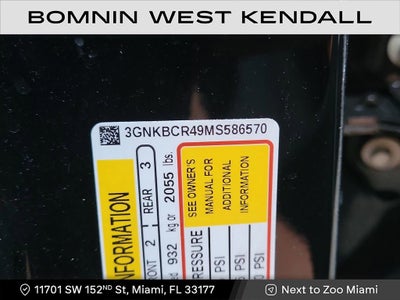 BOMNIN WEST KENDALL
3GNKBCR49MS586570
INFORMATION
FRONT 2 REAR 3
932 kg or 2055 lbs.
PRESSURE
PSI
PSI
PSI
SEE OWNER'S
MANUAL FOR
ADDITIONAL
INFORMATION
11701 SW 152ND St, Miami, FL 33177
Next to Zoo Miami